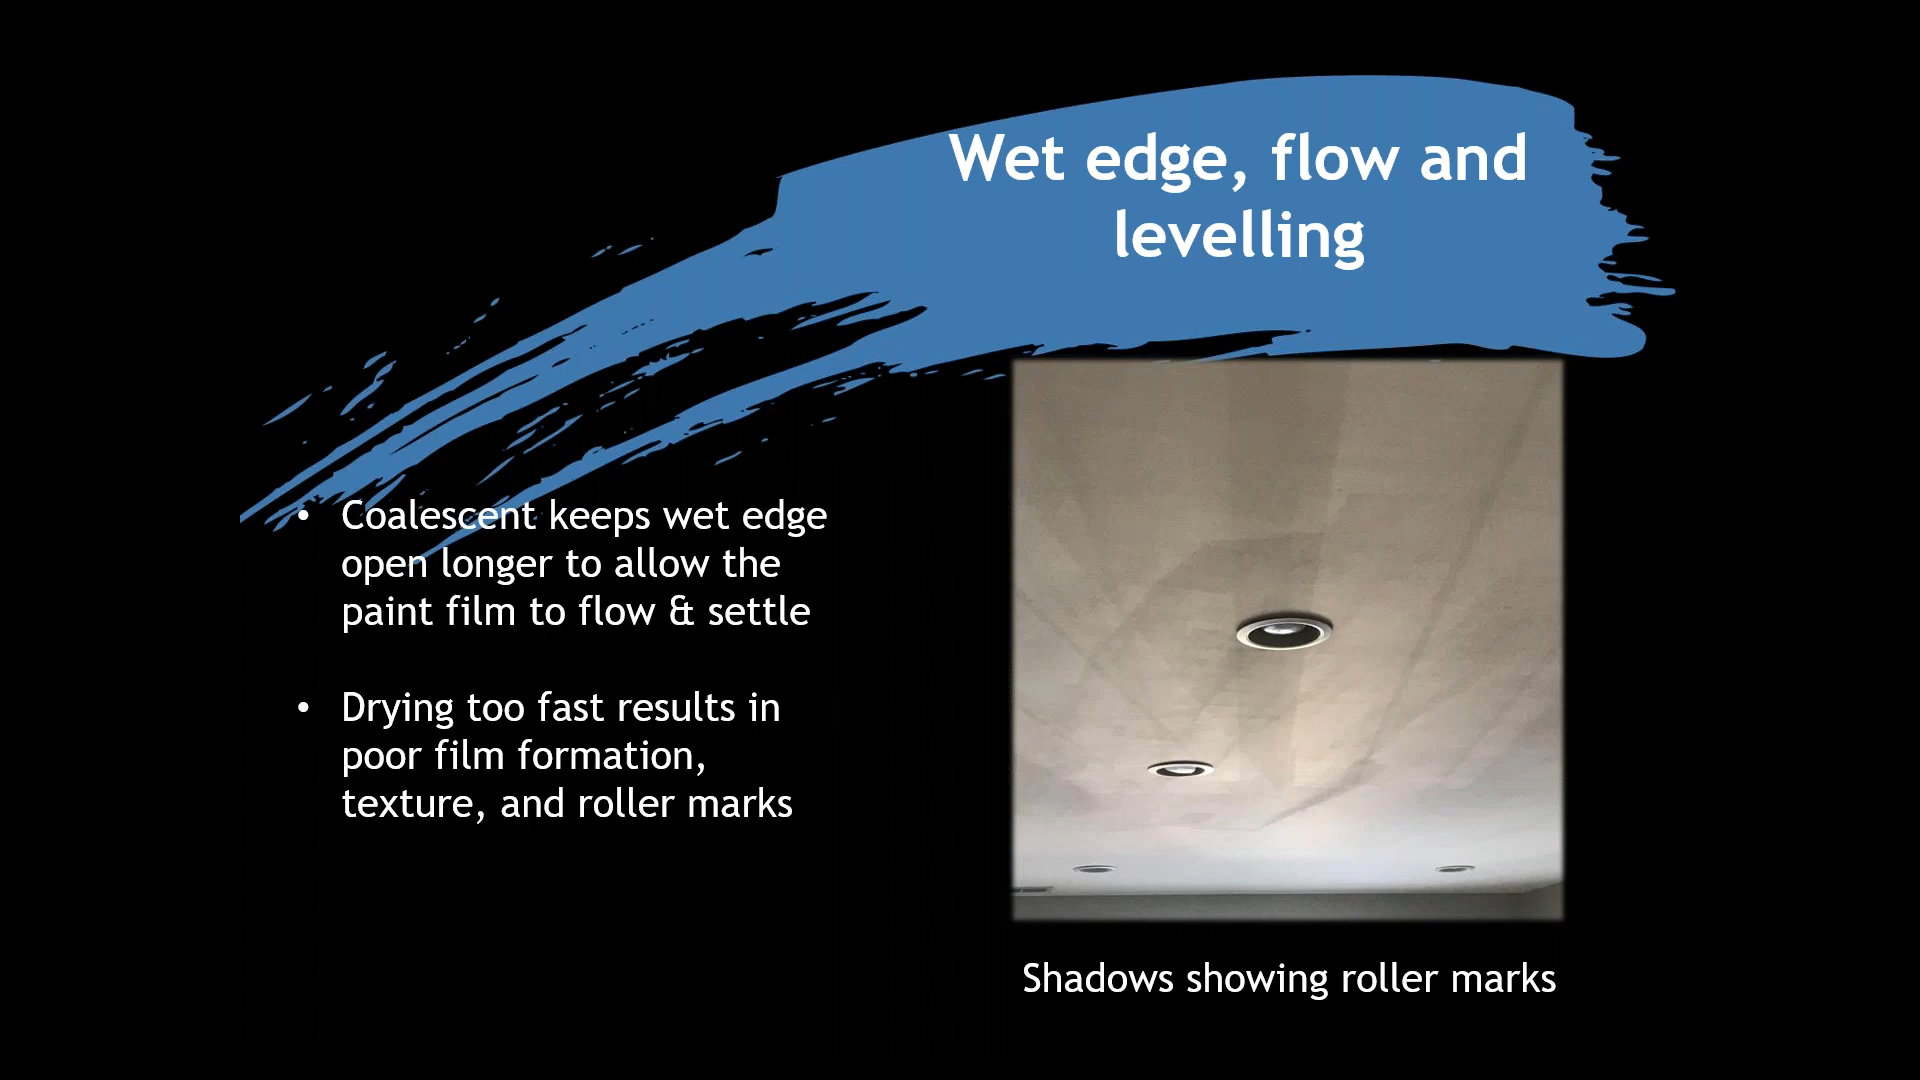 Wet edge, flow and
levelling
• Coalescent keeps wet edge
open longer to allow the
paint film to flow & settle
• Drying too fast results in
poor film formation,
texture, and roller marks
Shadows showing roller marks